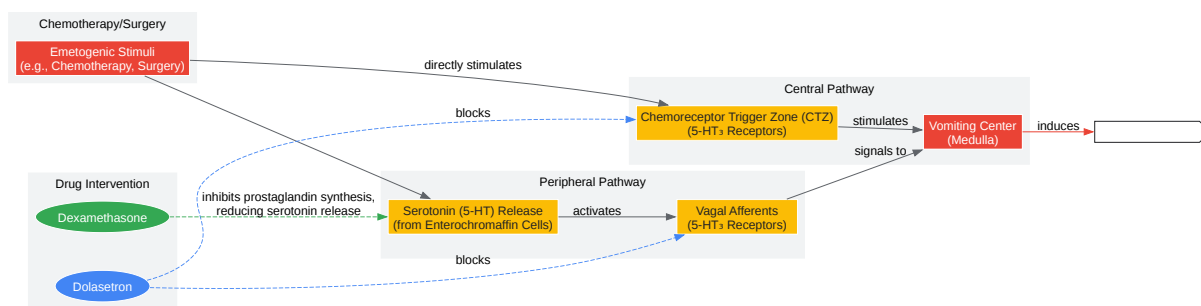 Chemotherapy/Surgery
Emetogenic Stimuli
(e.g., Chemotherapy, Surgery)
directly stimulates
Central Pathway
blocks
Chemoreceptor Trigger Zone (CTZ)
(5-HT₃ Receptors)
stimulates
Vomiting Center
(Medulla)
induces
signals to
Drug Intervention
Dexamethasone
inhibits prostaglandin synthesis,
reducing serotonin release
Peripheral Pathway
Serotonin (5-HT) Release
(from Enterochromaffin Cells)
activates
Vagal Afferents
(5-HT₃ Receptors)
blocks
Dolasetron